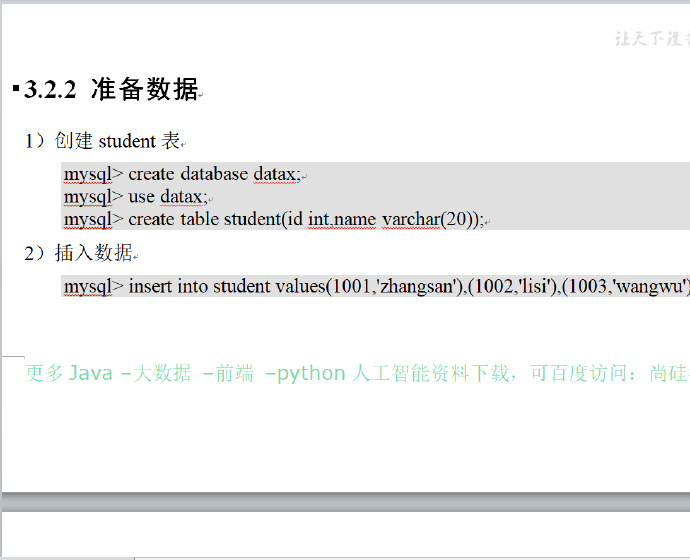 让天下没
3.2.2 准备数据
1）创建 student 表
mysql> create database datax;
mysql> use datax;
mysql> create table student(id int,name varchar(20));
2）插入数据
mysql> insert into student values(1001,'zhangsan'),(1002,'lisi'),(1003,'wangwu')
更多 Java –大数据 –前端 –python 人工智能资料下载，可百度访问：尚硅